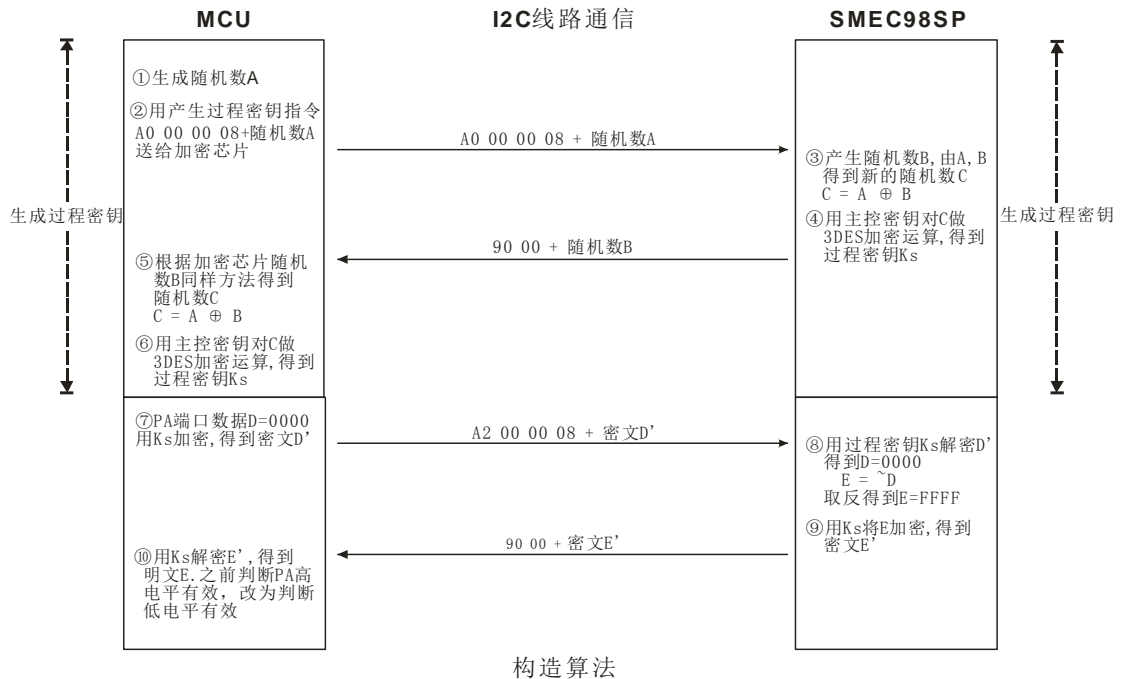 MCU
I2C线路通信
SMEC98SP
①生成随机数A
②用产生过程密钥指令
A0 00 00 08+随机数A
送给加密芯片
A0 00 00 08 + 随机数A
③产生随机数B,由A,B
得到新的随机数C
C = A ⊕ B
④用主控密钥对C做
3DES加密运算,得到
过程密钥Ks
生成过程密钥
生成过程密钥
90 00 + 随机数B
⑤根据加密芯片随机
数B同样方法得到
随机数C
C = A ⊕ B
⑥用主控密钥对C做
3DES加密运算,得到
过程密钥Ks
⑦PA端口数据D=0000
用Ks加密,得到密文D’
A2 00 00 08 + 密文D’
⑧用过程密钥Ks解密D’
得到D=0000
E = ~D
取反得到E=FFFF
⑨用Ks将E加密,得到
密文E’
90 00 + 密文E’
⑩用Ks解密E’,得到
明文E.之前判断PA高
电平有效，改为判断
低电平有效
构造算法